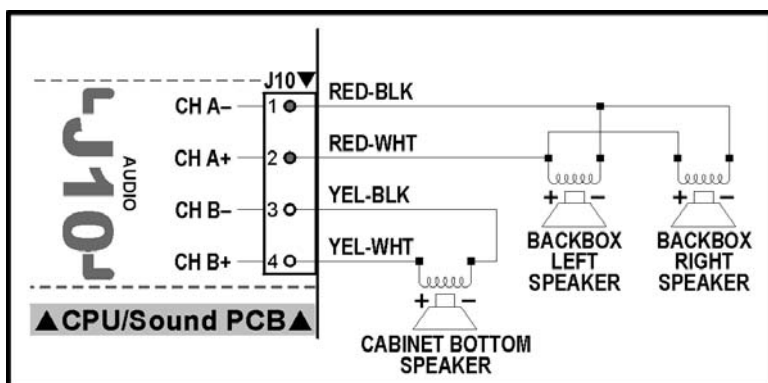 J10▼
CH A– 1 RED-BLK
CH A+ 2 RED-WHT
CH B– 3 YEL-BLK
CH B+ 4 YEL-WHT
J10
AUDIO
+ –
BACKBOX
LEFT
SPEAKER
+ –
BACKBOX
RIGHT
SPEAKER
+ –
CABINET BOTTOM
SPEAKER
▲CPU/Sound PCB▲